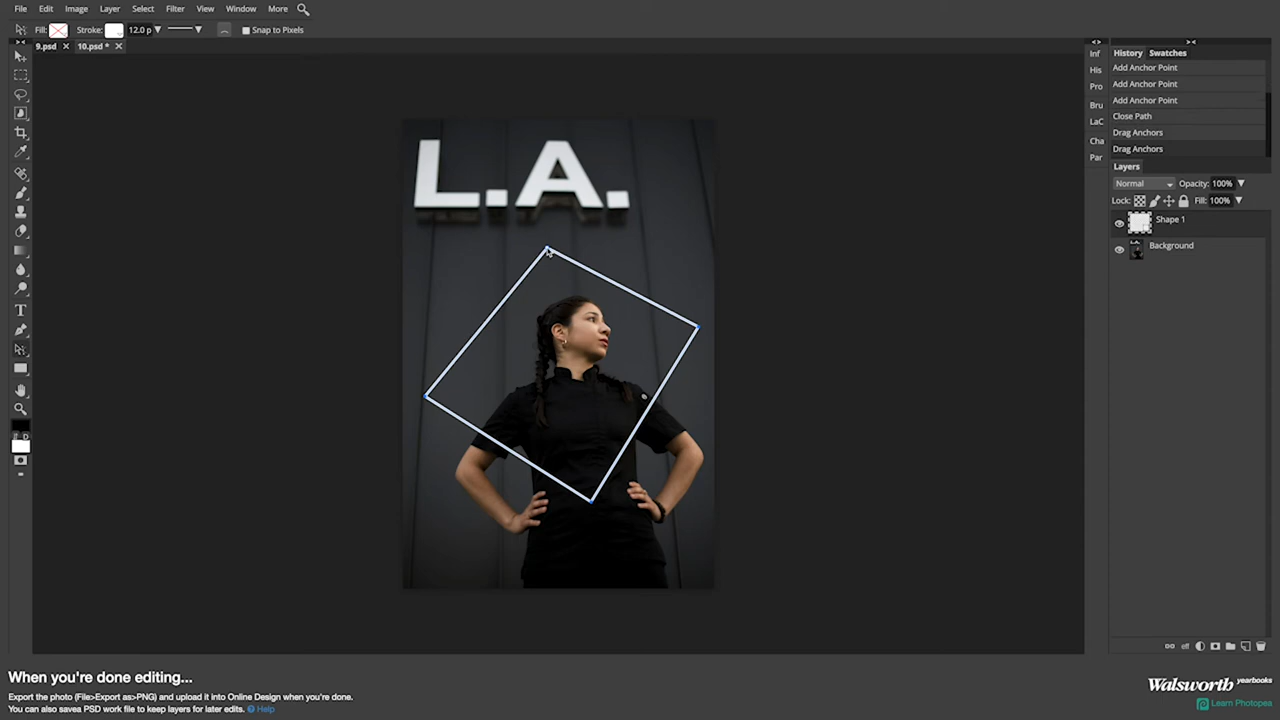 File Edit Image Layer Select Filter View Window More
Fill: Stroke: 12.0 p Snap to Pixels
9.psd 10.psd *
Inf
His
Pro
Bru
LaC
Cha
Par
History Swatches
Add Anchor Point
Add Anchor Point
Add Anchor Point
Close Path
Drag Anchors
Drag Anchors
Layers
Normal Opacity: 100%
Lock: Fill: 100%
Shape 1
Background
L.A.
When you're done editing...
Export the photo (File>Export as>PNG) and upload it into Online Design when you're done.
You can also savea PSD work file to keep layers for later edits. Help
Walsworth yearbooks
Learn Photopea